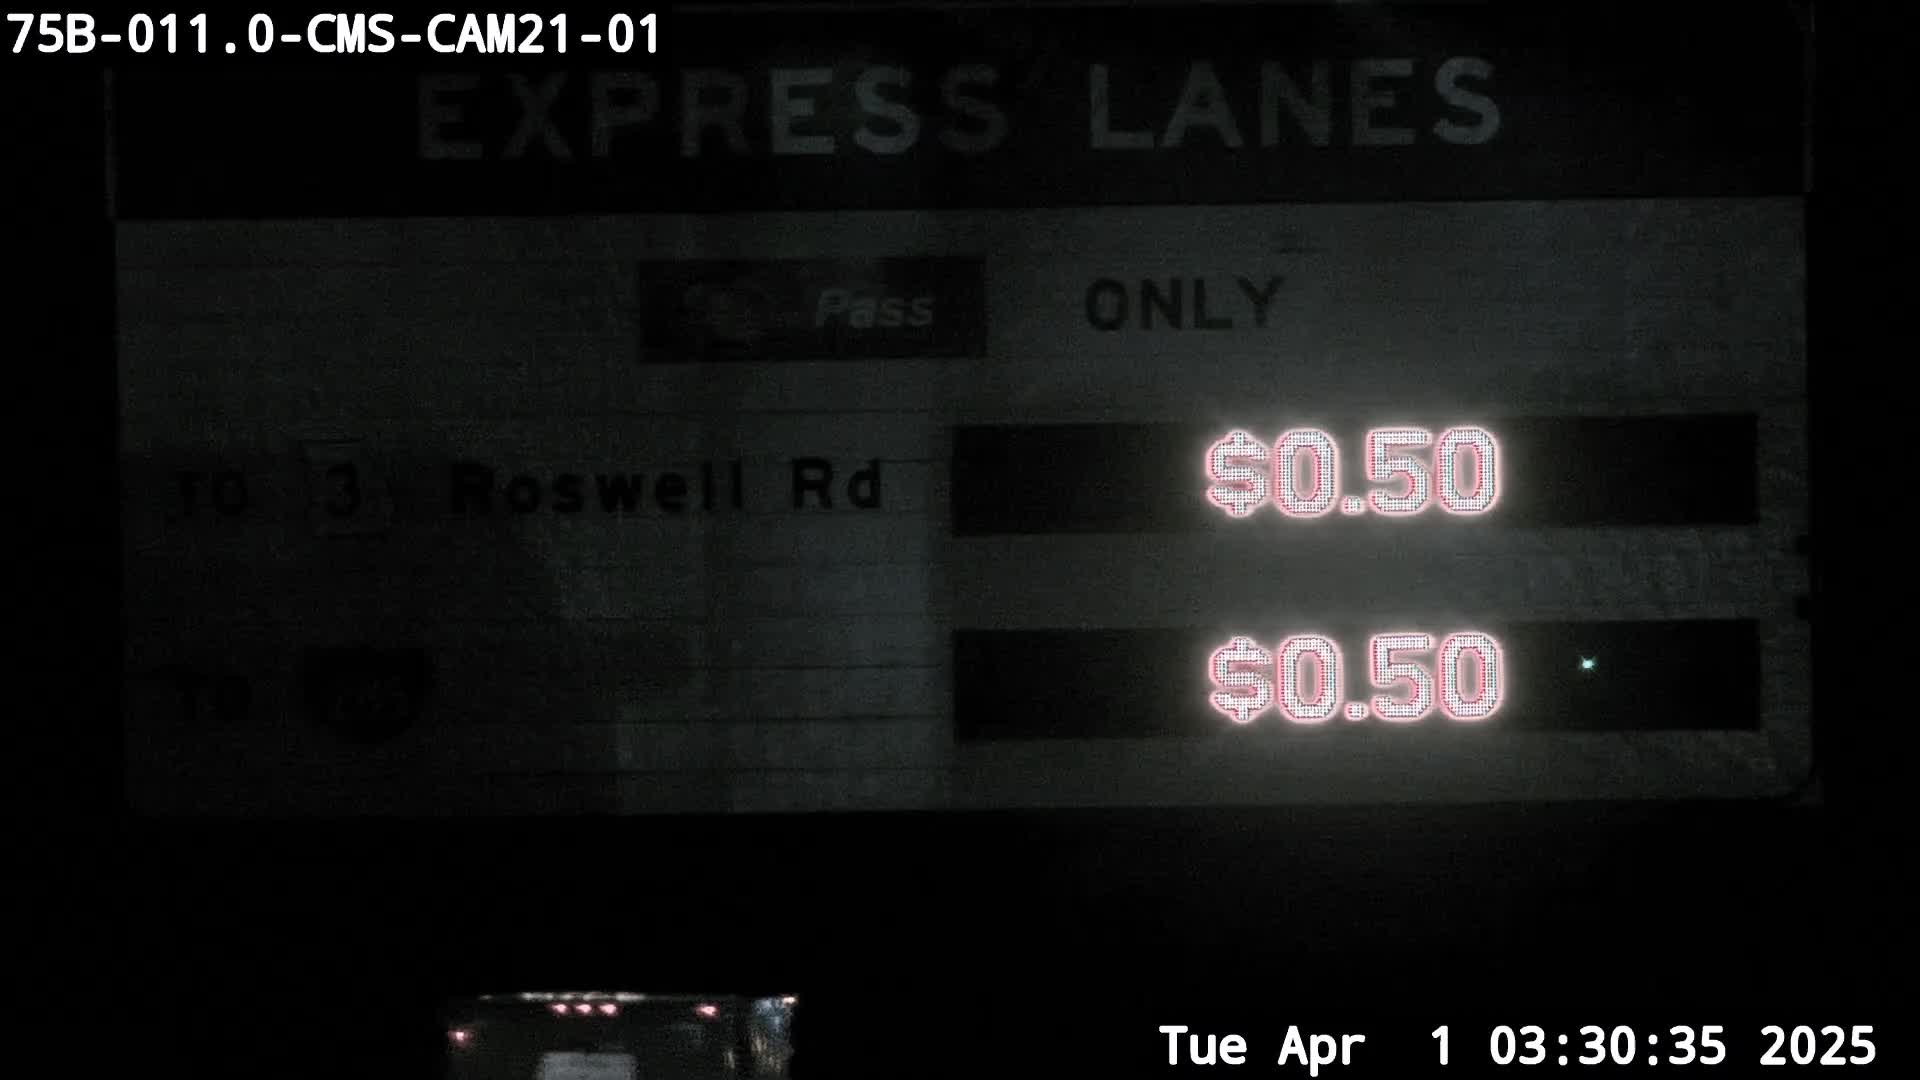 75B-011.0-CMS-CAM21-01
EXPRESS LANES
Pass ONLY
TO 3 Roswell Rd $0.50
TO $0.50
Tue Apr 1 03:30:35 2025